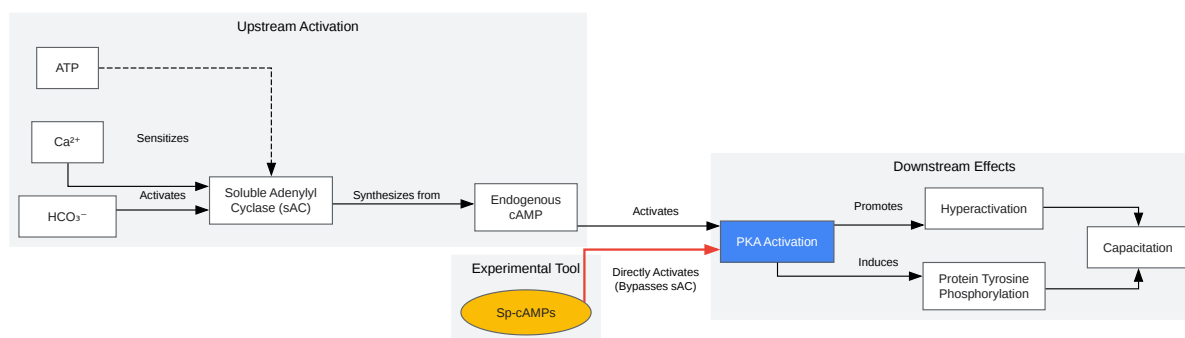 Upstream Activation
ATP
Ca²⁺
Sensitizes
HCO₃⁻
Activates
Soluble Adenylyl
Cyclase (sAC)
Synthesizes from
Endogenous
cAMP
Activates
Experimental Tool
Sp-cAMPs
Directly Activates
(Bypasses sAC)
Downstream Effects
PKA Activation
Promotes
Hyperactivation
Induces
Protein Tyrosine
Phosphorylation
Capacitation